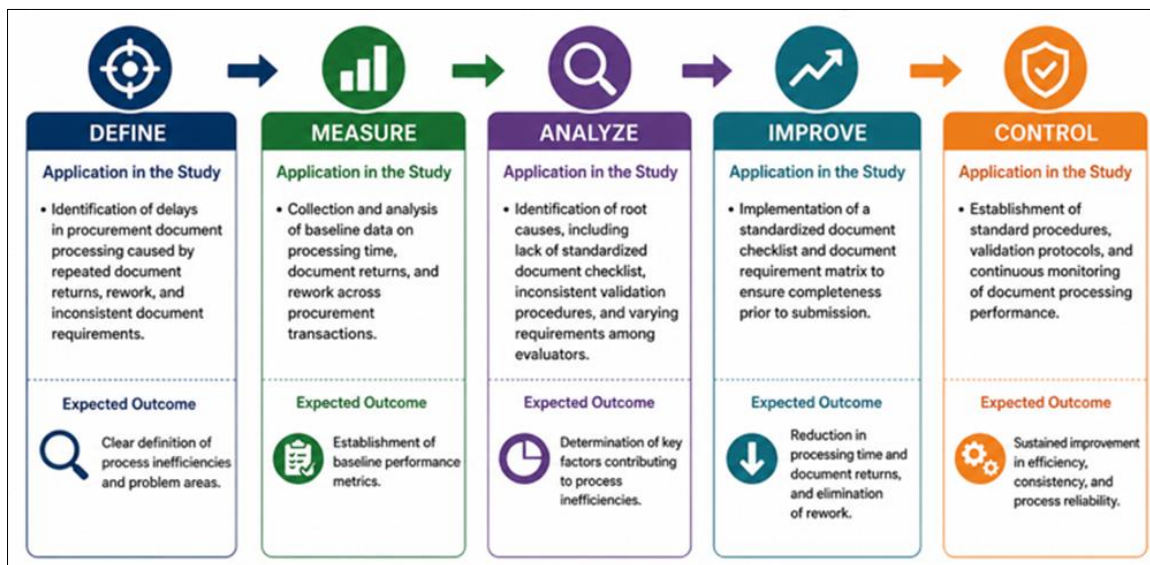 DEFINE
Application in the Study
• Identification of delays
in procurement document
processing caused by
repeated document
returns, rework, and
inconsistent document
requirements.
Expected Outcome
Clear definition of
process inefficiencies
and problem areas.
MEASURE
Application in the Study
• Collection and analysis
of baseline data on
processing time,
document returns, and
rework across
procurement
transactions.
Expected Outcome
Establishment of
baseline performance
metrics.
ANALYZE
Application in the Study
• Identification of root
causes, including
lack of standardized
document checklist,
inconsistent validation
procedures, and varying
requirements among
evaluators.
Expected Outcome
Determination of key
factors contributing
to process
inefficiencies.
IMPROVE
Application in the Study
• Implementation of a
standardized document
checklist and document
requirement matrix to
ensure completeness
prior to submission.
Expected Outcome
Reduction in
processing time and
document returns,
and elimination
of rework.
CONTROL
Application in the Study
• Establishment of
standard procedures,
validation protocols, and
continuous monitoring
of document processing
performance.
Expected Outcome
Sustained improvement
in efficiency,
consistency, and
process reliability.